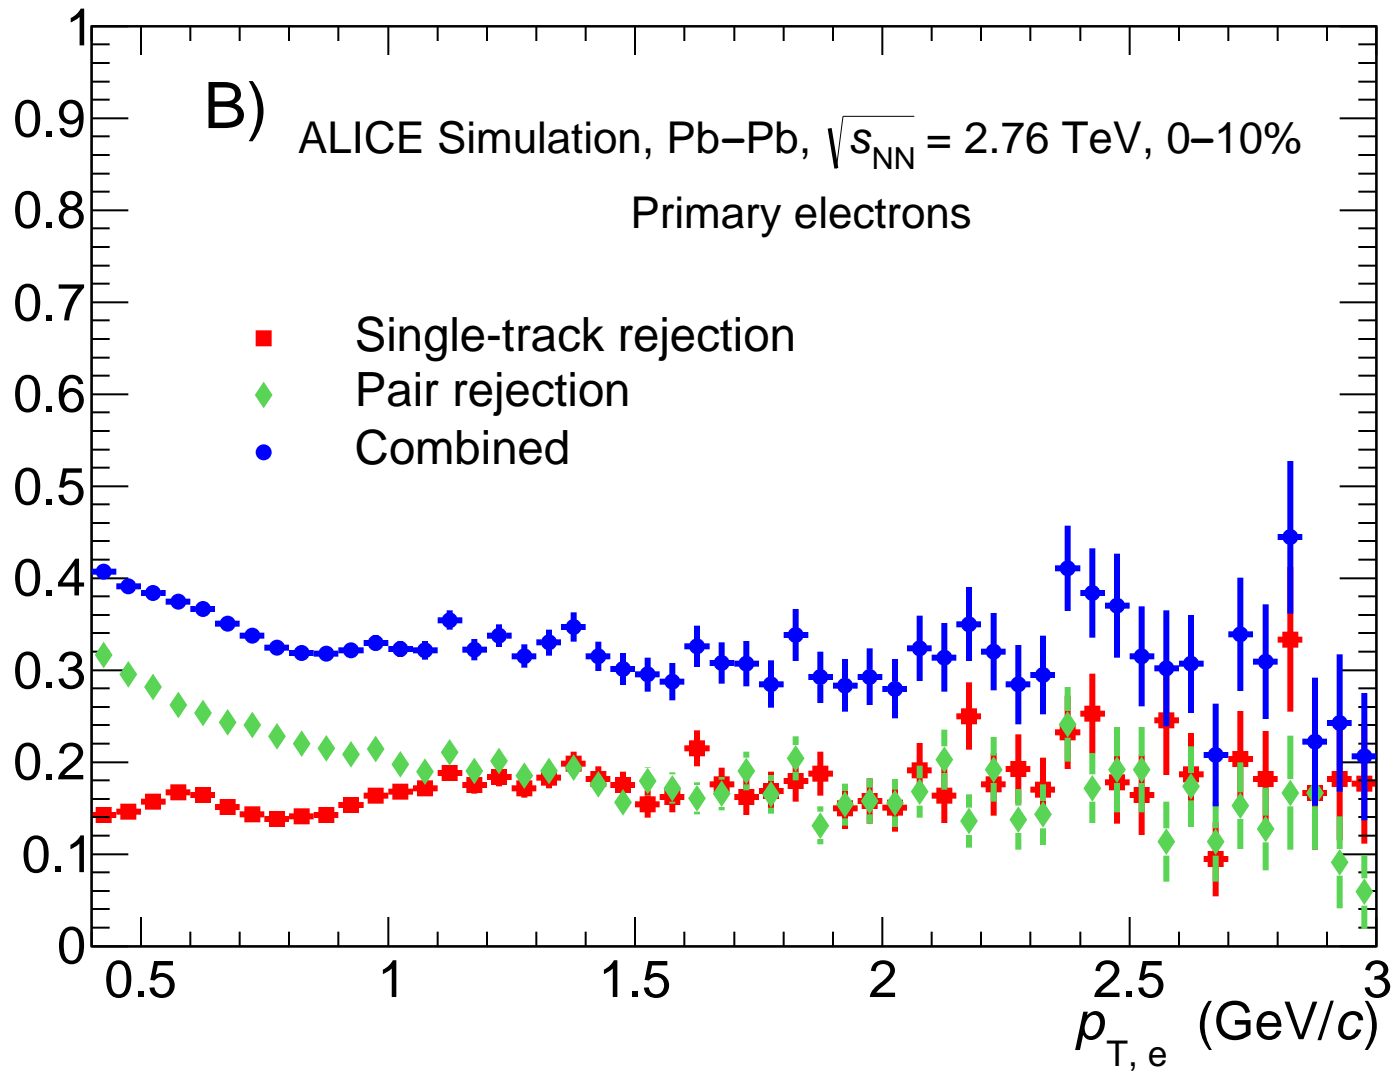 B)
ALICE Simulation, Pb–Pb, √sNN = 2.76 TeV, 0–10%
Primary electrons
Single-track rejection
Pair rejection
Combined
1
0.9
0.8
0.7
0.6
0.5
0.4
0.3
0.2
0.1
0
0.5 1 1.5 2 2.5 3
pT, e (GeV/c)